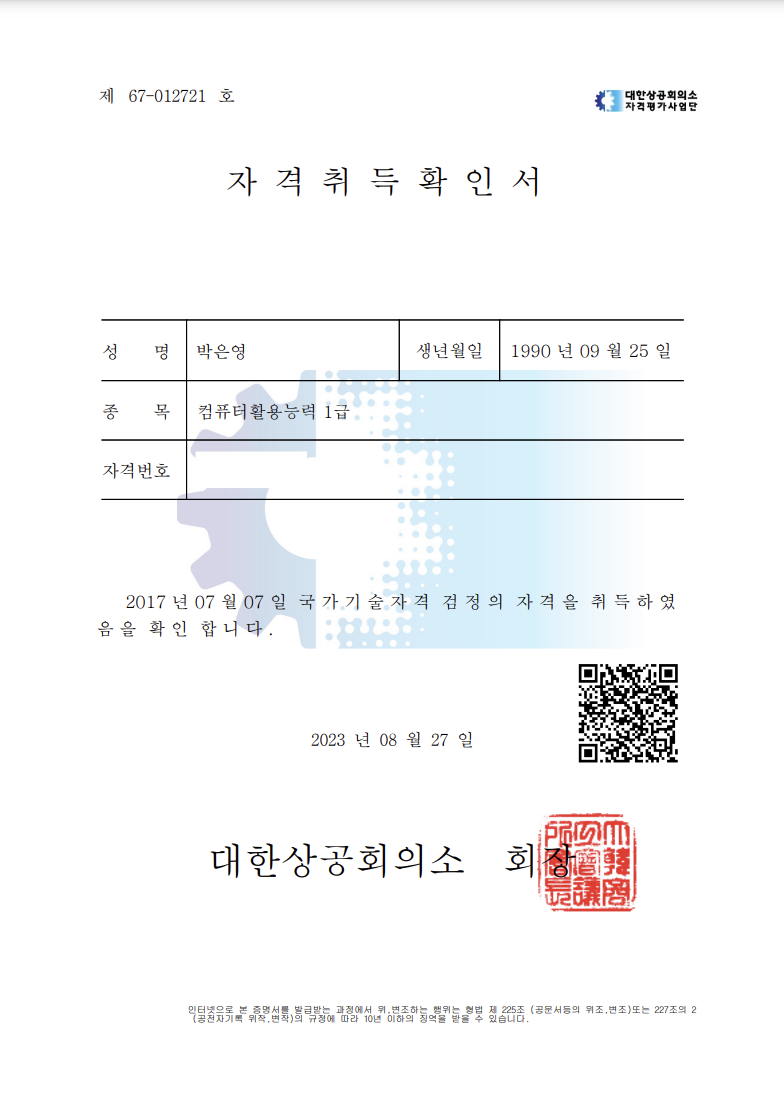 제 67-012721 호
대한상공회의소
자격평가사업단
자 격 취 득 확 인 서
성 명 박은영 생년월일 1990 년 09 월 25 일
종 목 컴퓨터활용능력 1급
자격번호
2017 년 07 월 07 일 국 가 기 술 자 격 검 정 의 자 격 을 취 득 하 였
음 을 확 인 합 니 다 .
2023 년 08 월 27 일
대한상공회의소 회장
인터넷으로 본 증명서를 발급받는 과정에서 위,변조하는 행위는 형법 제 225조 (공문서등의 위조,변조)또는 227조의 2
(공전자기록 위작,변작)의 규정에 따라 10년 이하의 징역을 받을 수 있습니다.